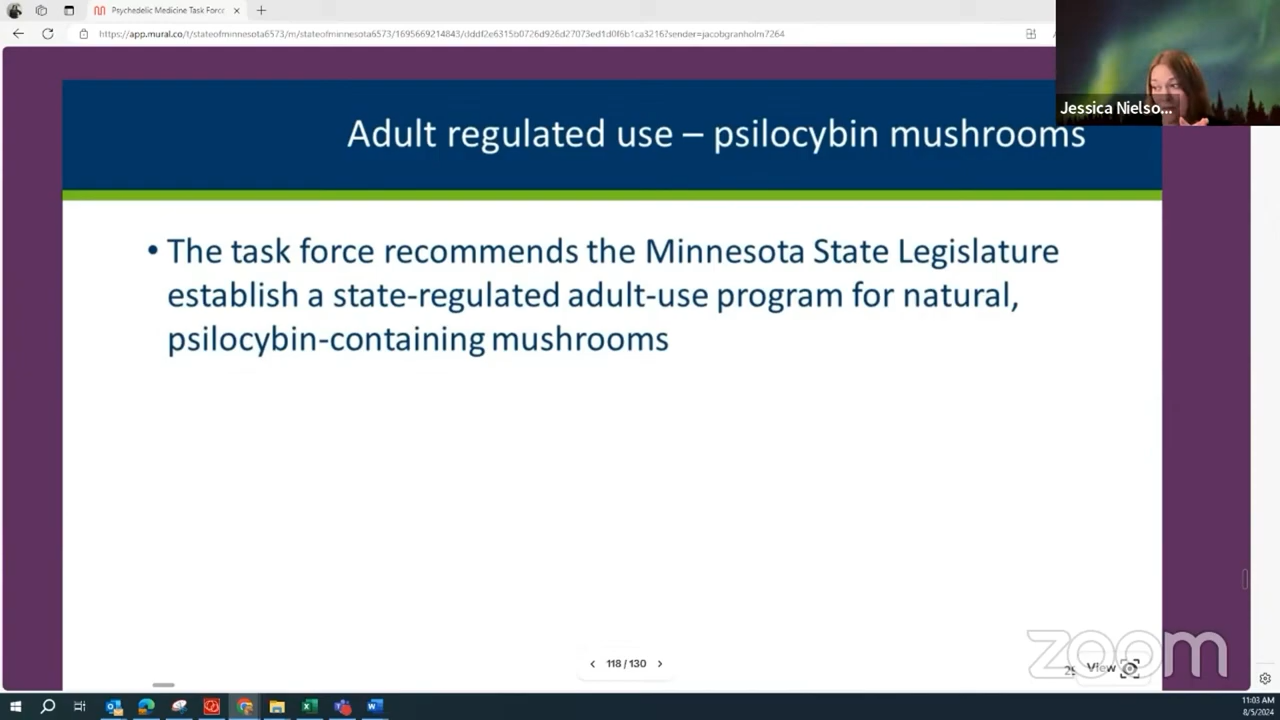 Psychedelic Medicine Task Forc
https://app.mural.co/t/stateofminnesota6573/m/stateofminnesota6573/1695669214843/dddf2e6315b0726d926d27073ed1d0f6b1ca3216?sender=jacobgranholm7264
Jessica Nielso...
Adult regulated use – psilocybin mushrooms
• The task force recommends the Minnesota State Legislature
establish a state-regulated adult-use program for natural,
psilocybin-containing mushrooms
118 / 130
zoom
View
11:03 AM
8/5/2024